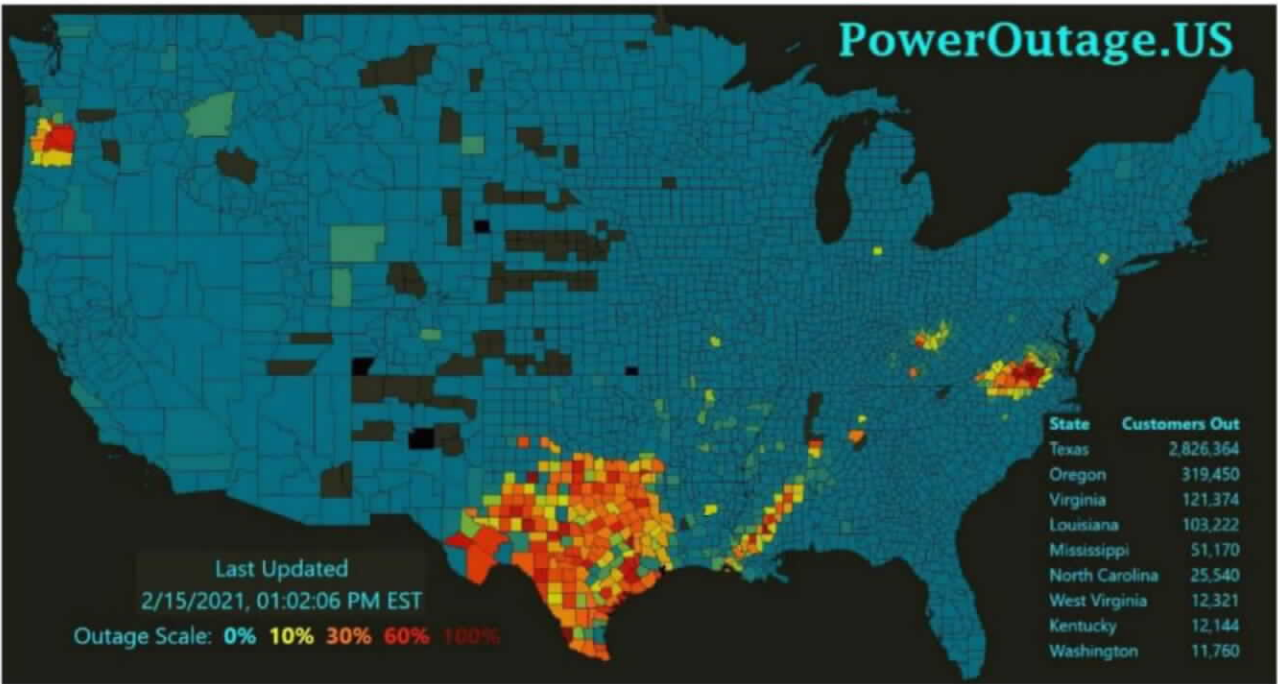 PowerOutage.US
State Customers Out
Texas 2,826,364
Oregon 319,450
Virginia 121,374
Louisiana 103,222
Mississippi 51,170
North Carolina 25,540
West Virginia 12,321
Kentucky 12,144
Washington 11,760
Last Updated
2/15/2021, 01:02:06 PM EST
Outage Scale: 0% 10% 30% 60% 100%